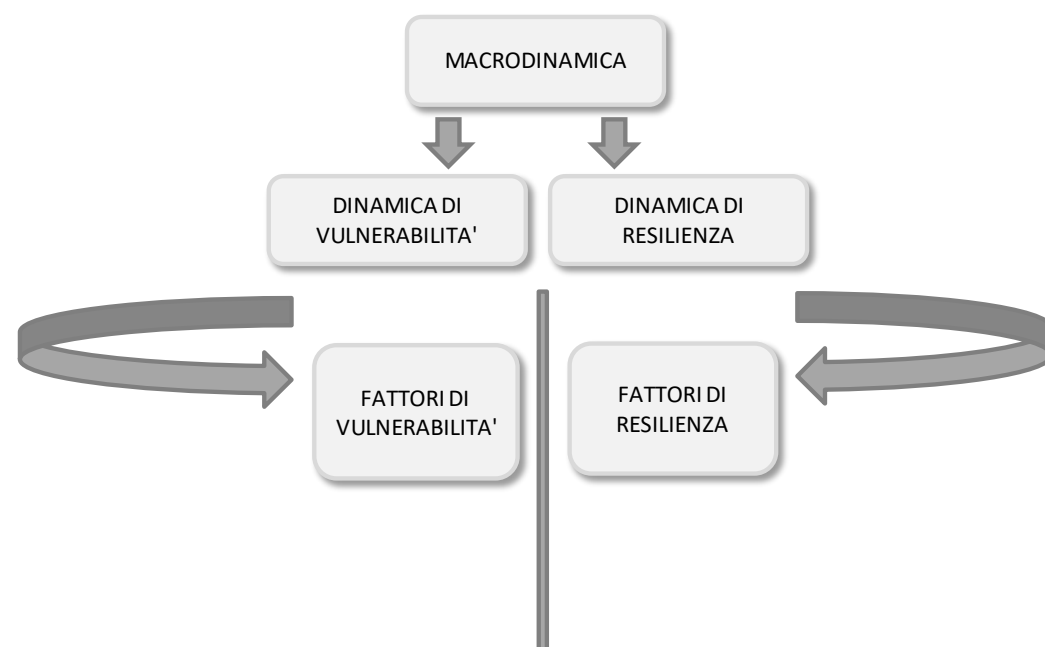 MACRODINAMICA
DINAMICA DI
VULNERABILITA'
DINAMICA DI
RESILIENZA
FATTORI DI
VULNERABILITA'
FATTORI DI
RESILIENZA